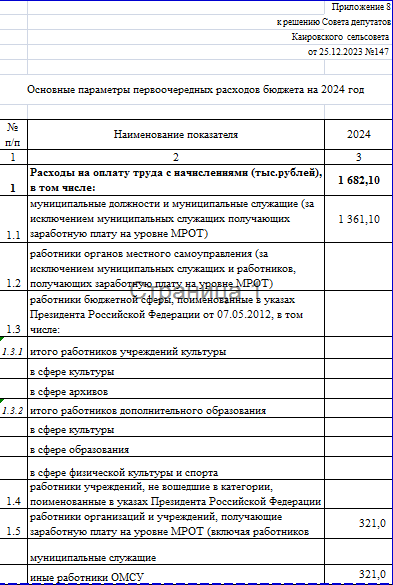 Приложение 8
к решению Совета депутатов
Каировского сельсовета
от 25.12.2023 №147
Основные параметры первоочередных расходов бюджета на 2024 год
№ п/п
Наименование показателя
2024
1
2
3
1
Расходы на оплату труда с начислениями (тыс.рублей),
в том числе:
1 682,10
муниципальные должности и муниципальные служащие (за
исключением муниципальных служащих получающих
1.1
заработную плату на уровне МРОТ)
1 361,10
работники органов местного самоуправления (за
исключением муниципальных служащих и работников,
1.2
получающих заработную плату на уровне МРОТ)
Страница 1
работники бюджетной сферы, поименованные в указах
Президента Российской Федерации от 07.05.2012, в том
1.3
числе:
1.3.1
итого работников учреждений культуры
в сфере культуры
в сфере архивов
1.3.2
итого работников дополнительного образования
в сфере культуры
в сфере образования
в сфере физической культуры и спорта
работники учреждений, не вошедшие в категории,
1.4
поименованные в указах Президента Российской Федерации
работники организаций и учреждений, получающие
1.5
заработную плату на уровне МРОТ (включая работников
321,0
муниципальные служащие
иные работники ОМСУ
321,0